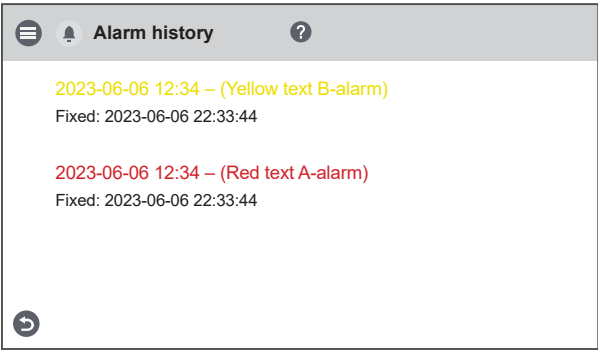 Alarm history ?
2023-06-06 12:34 – (Yellow text B-alarm)
Fixed: 2023-06-06 22:33:44
2023-06-06 12:34 – (Red text A-alarm)
Fixed: 2023-06-06 22:33:44